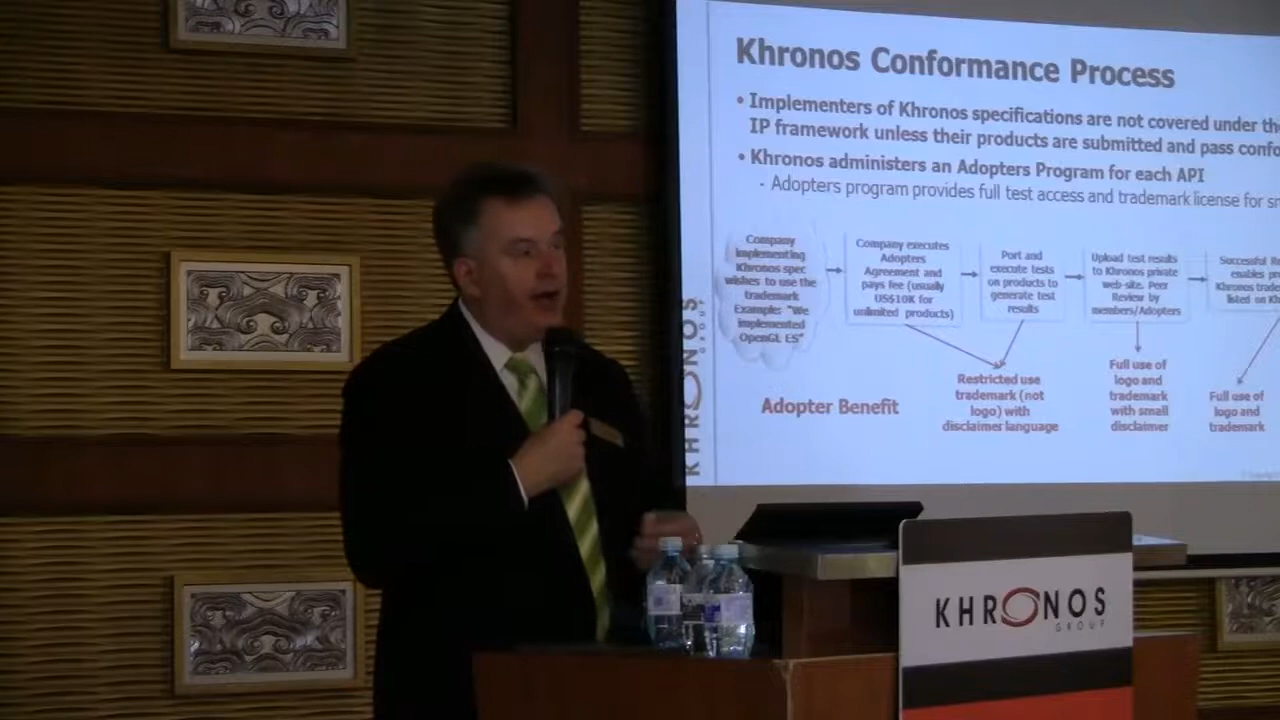 Khronos Conformance Process
• Implementers of Khronos specifications are not covered under the
IP framework unless their products are submitted and pass
• Khronos administers an Adopters Program for each API
- Adopters program provides full test access and trademark license for
Company
implementing
Khronos spec
wishes to use the
trademark
Example: "We
implemented
OpenGL ES"
Company executes
Adopters
Agreement and
pays fee (usually
US$10K for
unlimited products)
Port and
execute tests
on products to
generate test
results
Upload test results
to Khronos private
web-site. Peer
Review by
members/Adopters
Successful
enables
Khronos
listed on
Adopter Benefit
Restricted use
trademark (not
logo) with
disclaimer language
Full use of
logo and
trademark
with small
disclaimer
Full use of
logo and
trademark
KHRONOS
GROUP
KHRONOS
GROUP